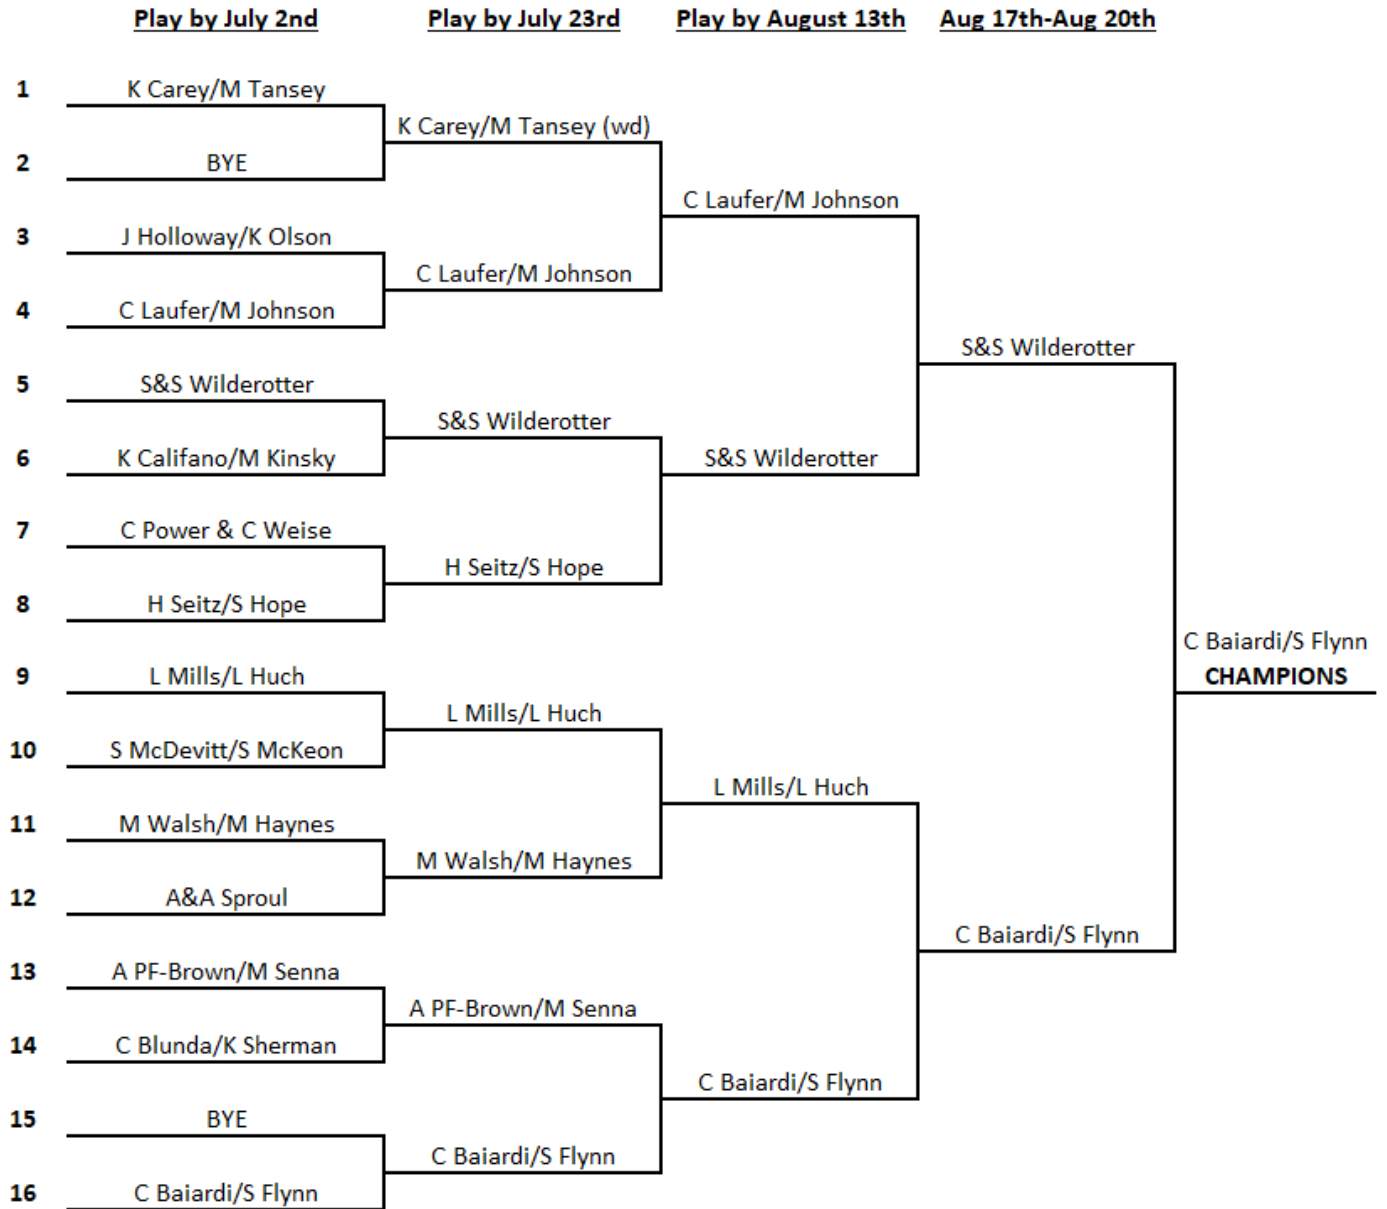 Play by July 2nd Play by July 23rd Play by August 13th Aug 17th-Aug 20th
1 K Carey/M Tansey
K Carey/M Tansey (wd)
2 BYE
C Laufer/M Johnson
3 J Holloway/K Olson
C Laufer/M Johnson
4 C Laufer/M Johnson
S&S Wilderotter
5 S&S Wilderotter
S&S Wilderotter
6 K Califano/M Kinsky
S&S Wilderotter
7 C Power & C Weise
H Seitz/S Hope
8 H Seitz/S Hope
C Baiardi/S Flynn
9 L Mills/L Huch
CHAMPIONS
L Mills/L Huch
10 S McDevitt/S McKeon
L Mills/L Huch
11 M Walsh/M Haynes
M Walsh/M Haynes
12 A&A Sproul
C Baiardi/S Flynn
13 A PF-Brown/M Senna
A PF-Brown/M Senna
14 C Blunda/K Sherman
C Baiardi/S Flynn
15 BYE
C Baiardi/S Flynn
16 C Baiardi/S Flynn